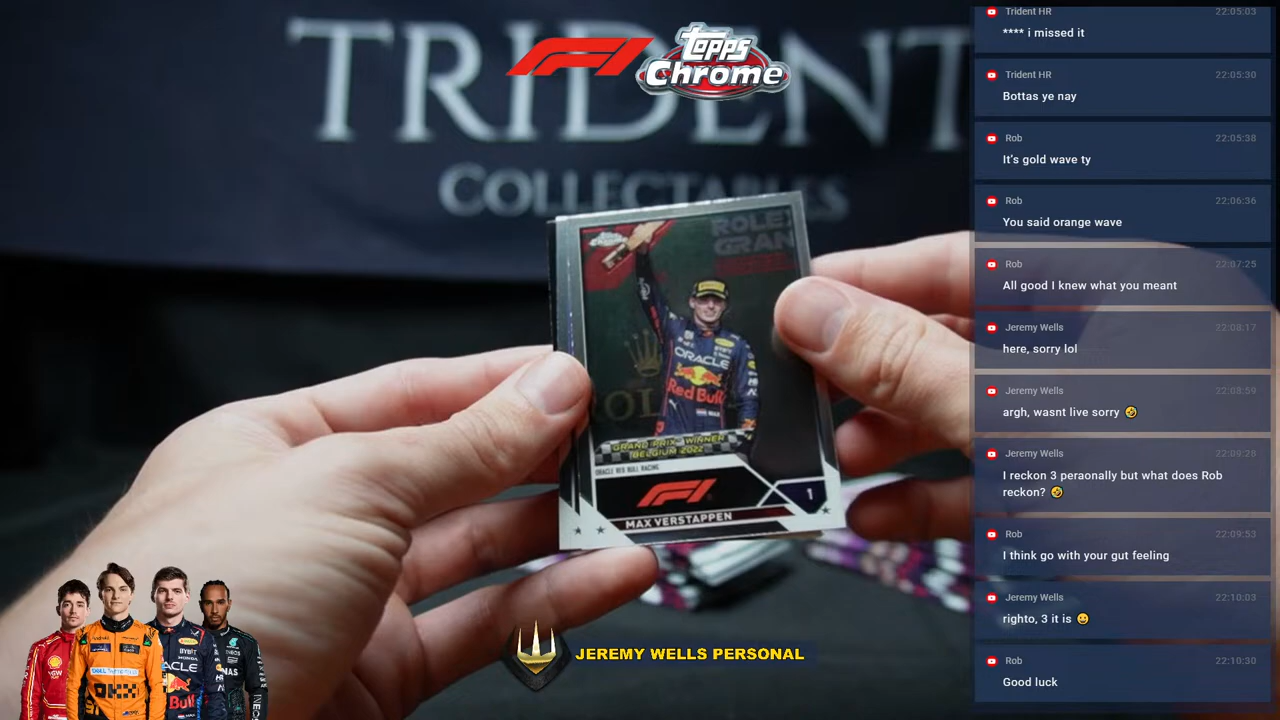 TRIDENT
COLLECTABLES
F1
Topps
Chrome
ROLEX
GRAN
ORACLE
Red Bull
GRAND PRIX WINNER
BELGIUM 2022
ORACLE RED BULL RACING
F1
1
MAX VERSTAPPEN
JEREMY WELLS PERSONAL
Trident HR 22:05:03
**** i missed it
Trident HR 22:05:30
Bottas ye nay
Rob 22:05:38
It's gold wave ty
Rob 22:06:36
You said orange wave
Rob 22:07:25
All good I knew what you meant
Jeremy Wells 22:08:17
here, sorry lol
Jeremy Wells 22:08:59
argh, wasnt live sorry 🤣
Jeremy Wells 22:09:28
I reckon 3 peraonally but what does Rob
reckon? 🤣
Rob 22:09:53
I think go with your gut feeling
Jeremy Wells 22:10:03
righto, 3 it is 😀
Rob 22:10:30
Good luck